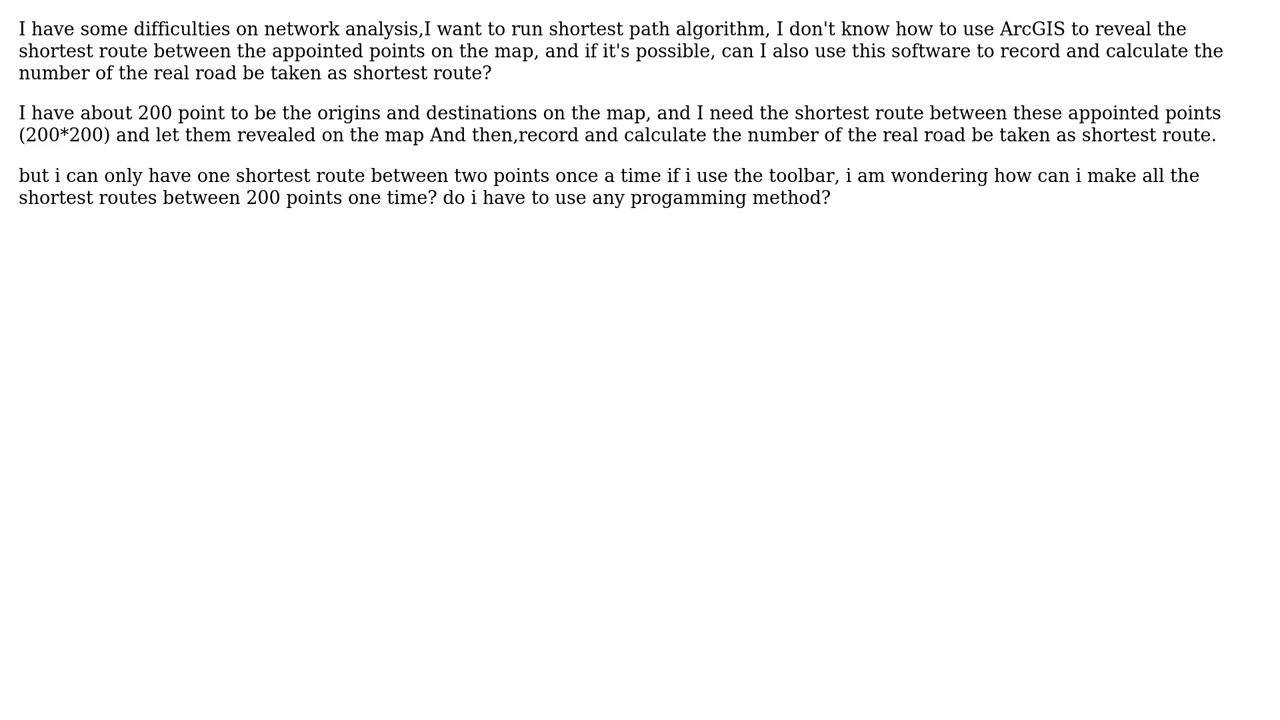 I have some difficulties on network analysis,I want to run shortest path algorithm, I don't know how to use ArcGIS to reveal the
shortest route between the appointed points on the map, and if it's possible, can I also use this software to record and calculate the
number of the real road be taken as shortest route?
I have about 200 point to be the origins and destinations on the map, and I need the shortest route between these appointed points
(200*200) and let them revealed on the map And then,record and calculate the number of the real road be taken as shortest route.
but i can only have one shortest route between two points once a time if i use the toolbar, i am wondering how can i make all the
shortest routes between 200 points one time? do i have to use any progamming method?